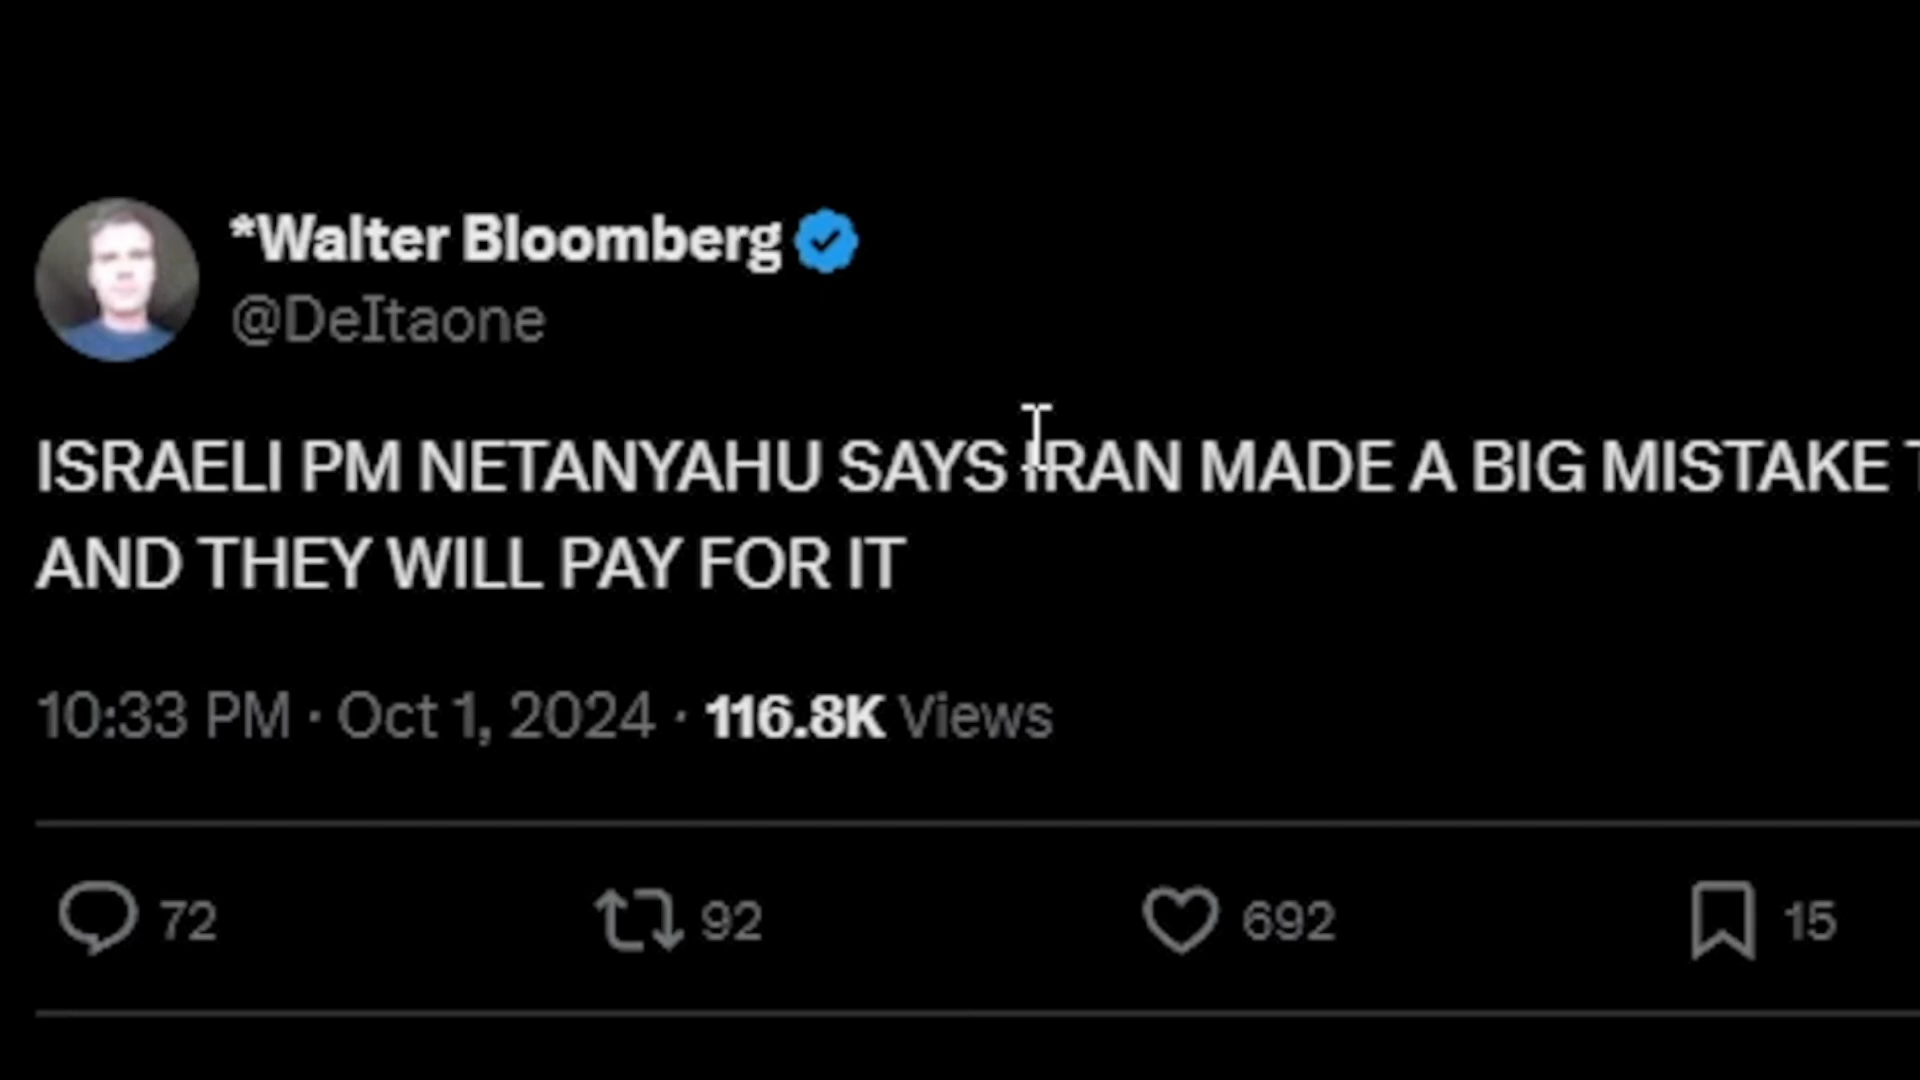 *Walter Bloomberg
@DeItaone
ISRAELI PM NETANYAHU SAYS IRAN MADE A BIG MISTAKE
AND THEY WILL PAY FOR IT
10:33 PM · Oct 1, 2024 · 116.8K Views
72 92 692 15